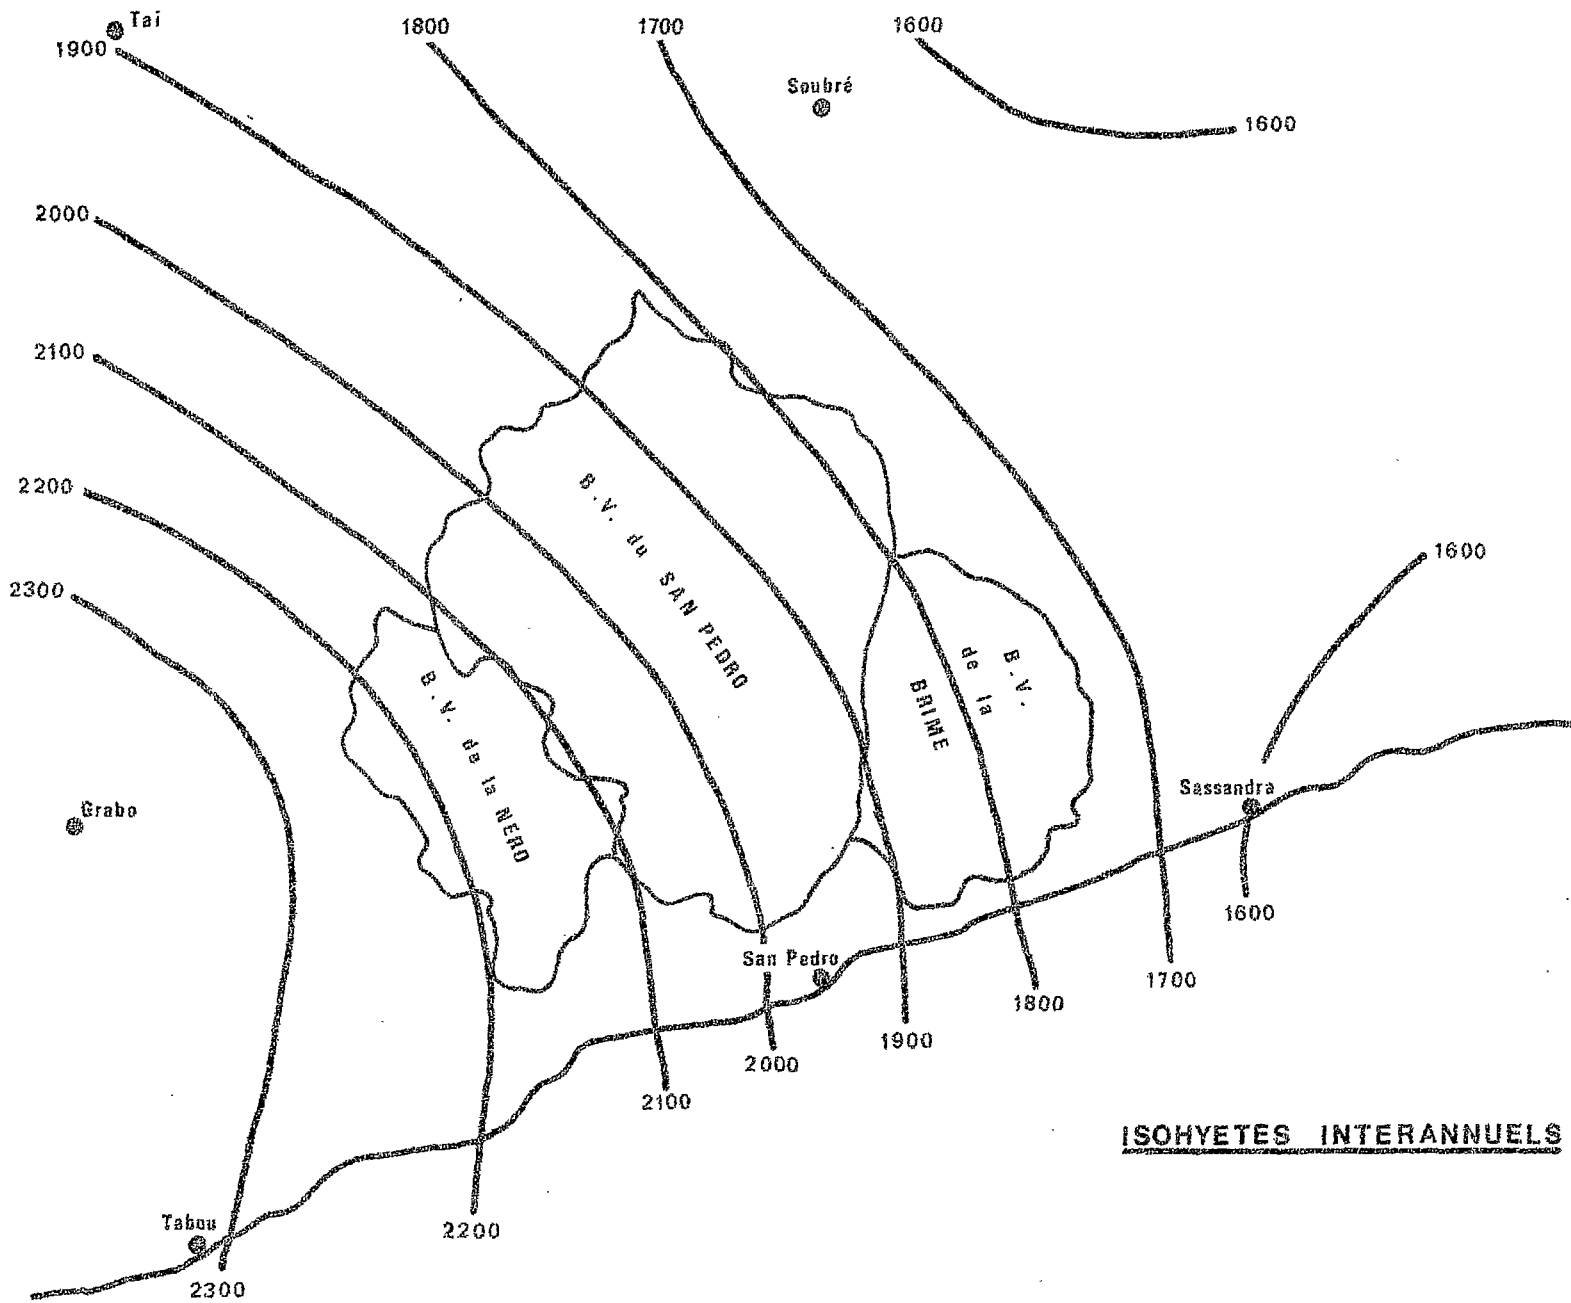 Taï
1800
1700
1600
1900
Soubré
1600
2000
2100
2200
B.V. du SAN PEDRO
1600
2300
B.V.
de la
BRIME
B.V. de la NERO
Sassandra
Grabo
1600
San Pedro
1700
1800
1900
2000
2100
ISOHYETES INTERANNUELS
Tabou
2200
2300